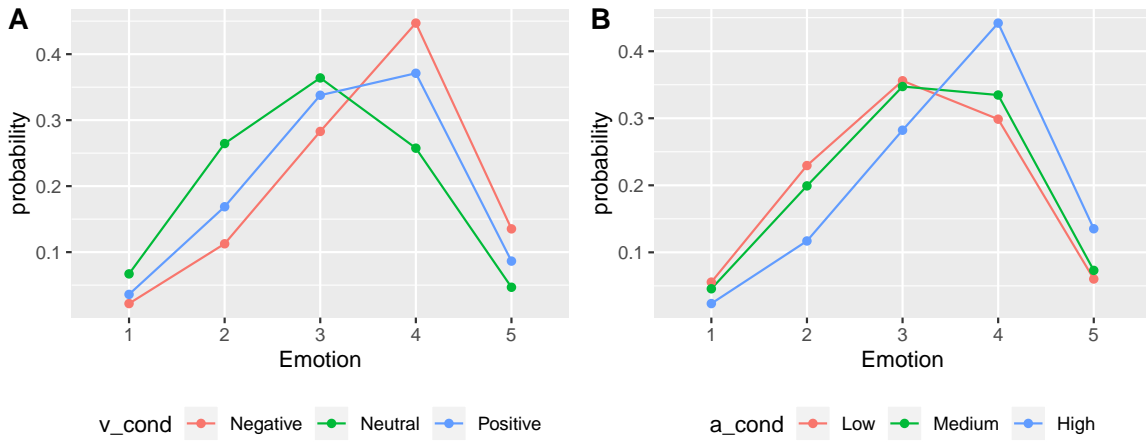 A
probability
0.4
0.3
0.2
0.1
1 2 3 4 5
Emotion
v_cond Negative Neutral Positive
B
probability
0.4
0.3
0.2
0.1
1 2 3 4 5
Emotion
a_cond Low Medium High